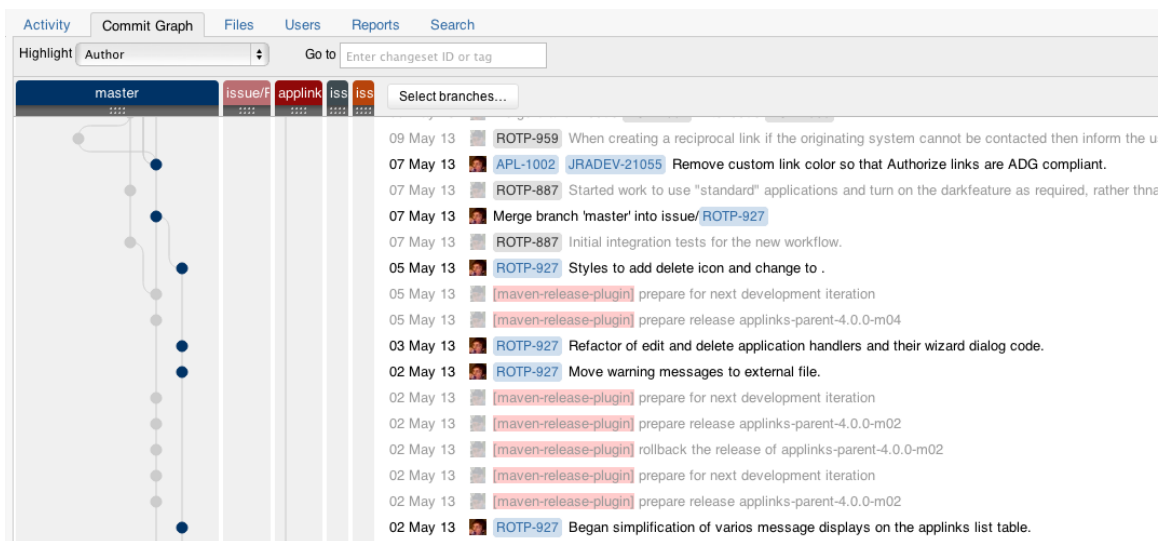 Activity Commit Graph Files Users Reports Search
Highlight Author Go to Enter changeset ID or tag
master issue/F applink iss iss Select branches...
09 May 13 ROTP-959 When creating a reciprocal link if the originating system cannot be contacted then inform the u
07 May 13 APL-1002 JRADEV-21055 Remove custom link color so that Authorize links are ADG compliant.
07 May 13 ROTP-887 Started work to use "standard" applications and turn on the darkfeature as required, rather thna
07 May 13 Merge branch 'master' into issue/ROTP-927
07 May 13 ROTP-887 Initial integration tests for the new workflow.
05 May 13 ROTP-927 Styles to add delete icon and change to .
05 May 13 [maven-release-plugin] prepare for next development iteration
05 May 13 [maven-release-plugin] prepare release applinks-parent-4.0.0-m04
03 May 13 ROTP-927 Refactor of edit and delete application handlers and their wizard dialog code.
02 May 13 ROTP-927 Move warning messages to external file.
02 May 13 [maven-release-plugin] prepare for next development iteration
02 May 13 [maven-release-plugin] prepare release applinks-parent-4.0.0-m02
02 May 13 [maven-release-plugin] rollback the release of applinks-parent-4.0.0-m02
02 May 13 [maven-release-plugin] prepare for next development iteration
02 May 13 [maven-release-plugin] prepare release applinks-parent-4.0.0-m02
02 May 13 ROTP-927 Began simplification of varios message displays on the applinks list table.